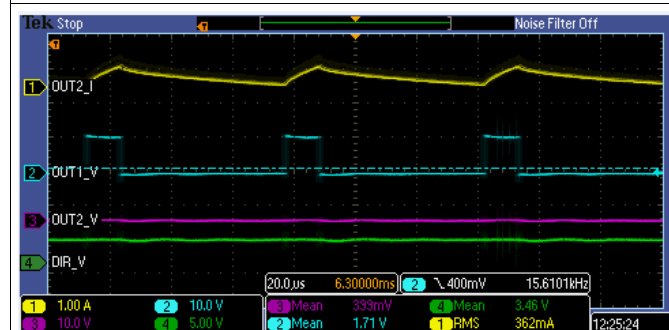 Tek Stop Noise Filter Off
1 OUT2_I
2 OUT1_V
3 OUT2_V
4 DIR_V
20.0µs 6.30000ms 2 400mV 15.6101kHz
1 1.00 A 2 10.0 V 3 Mean 399mV 4 Mean 3.46 V
3 10.0 V 4 5.00 V 2 Mean 1.71 V 1 RMS 362mA 12:25:24